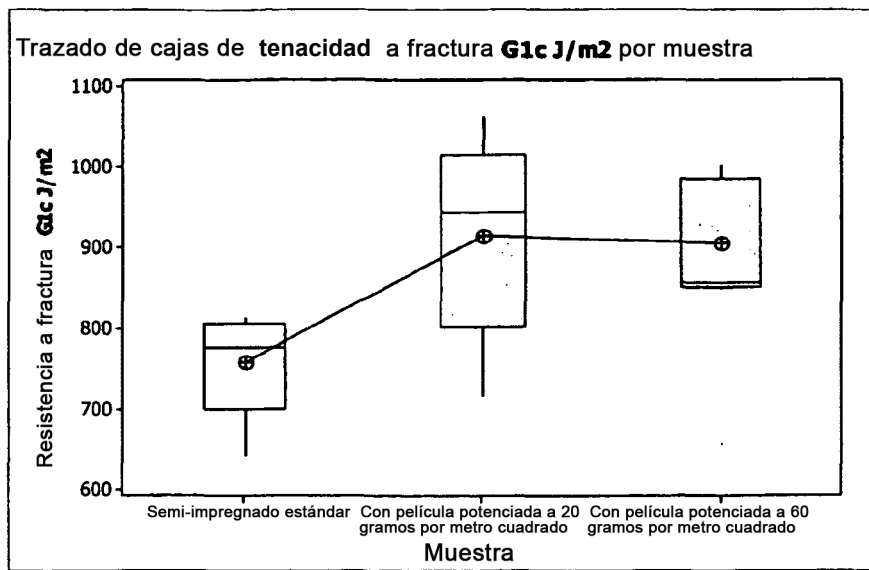 Trazado de cajas de tenacidad a fractura G1c J/m2 por muestra
Resistencia a fractura G1c J/m2
1100
1000
900
800
700
600
Semi-impregnado estándar
Con película potenciada a 20
gramos por metro cuadrado
Con película potenciada a 60
gramos por metro cuadrado
Muestra